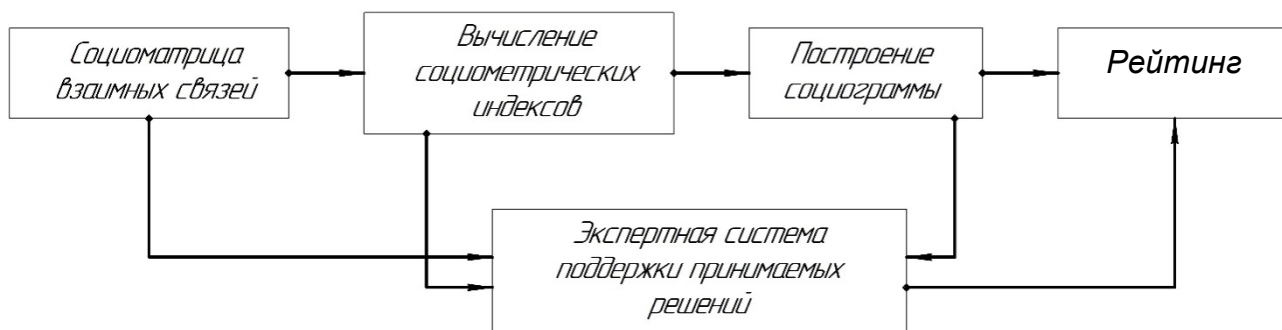 Социоматрица
взаимных связей
Вычисление
социометрических
индексов
Построение
социограммы
Рейтинг
Экспертная система
поддержки принимаемых
решений